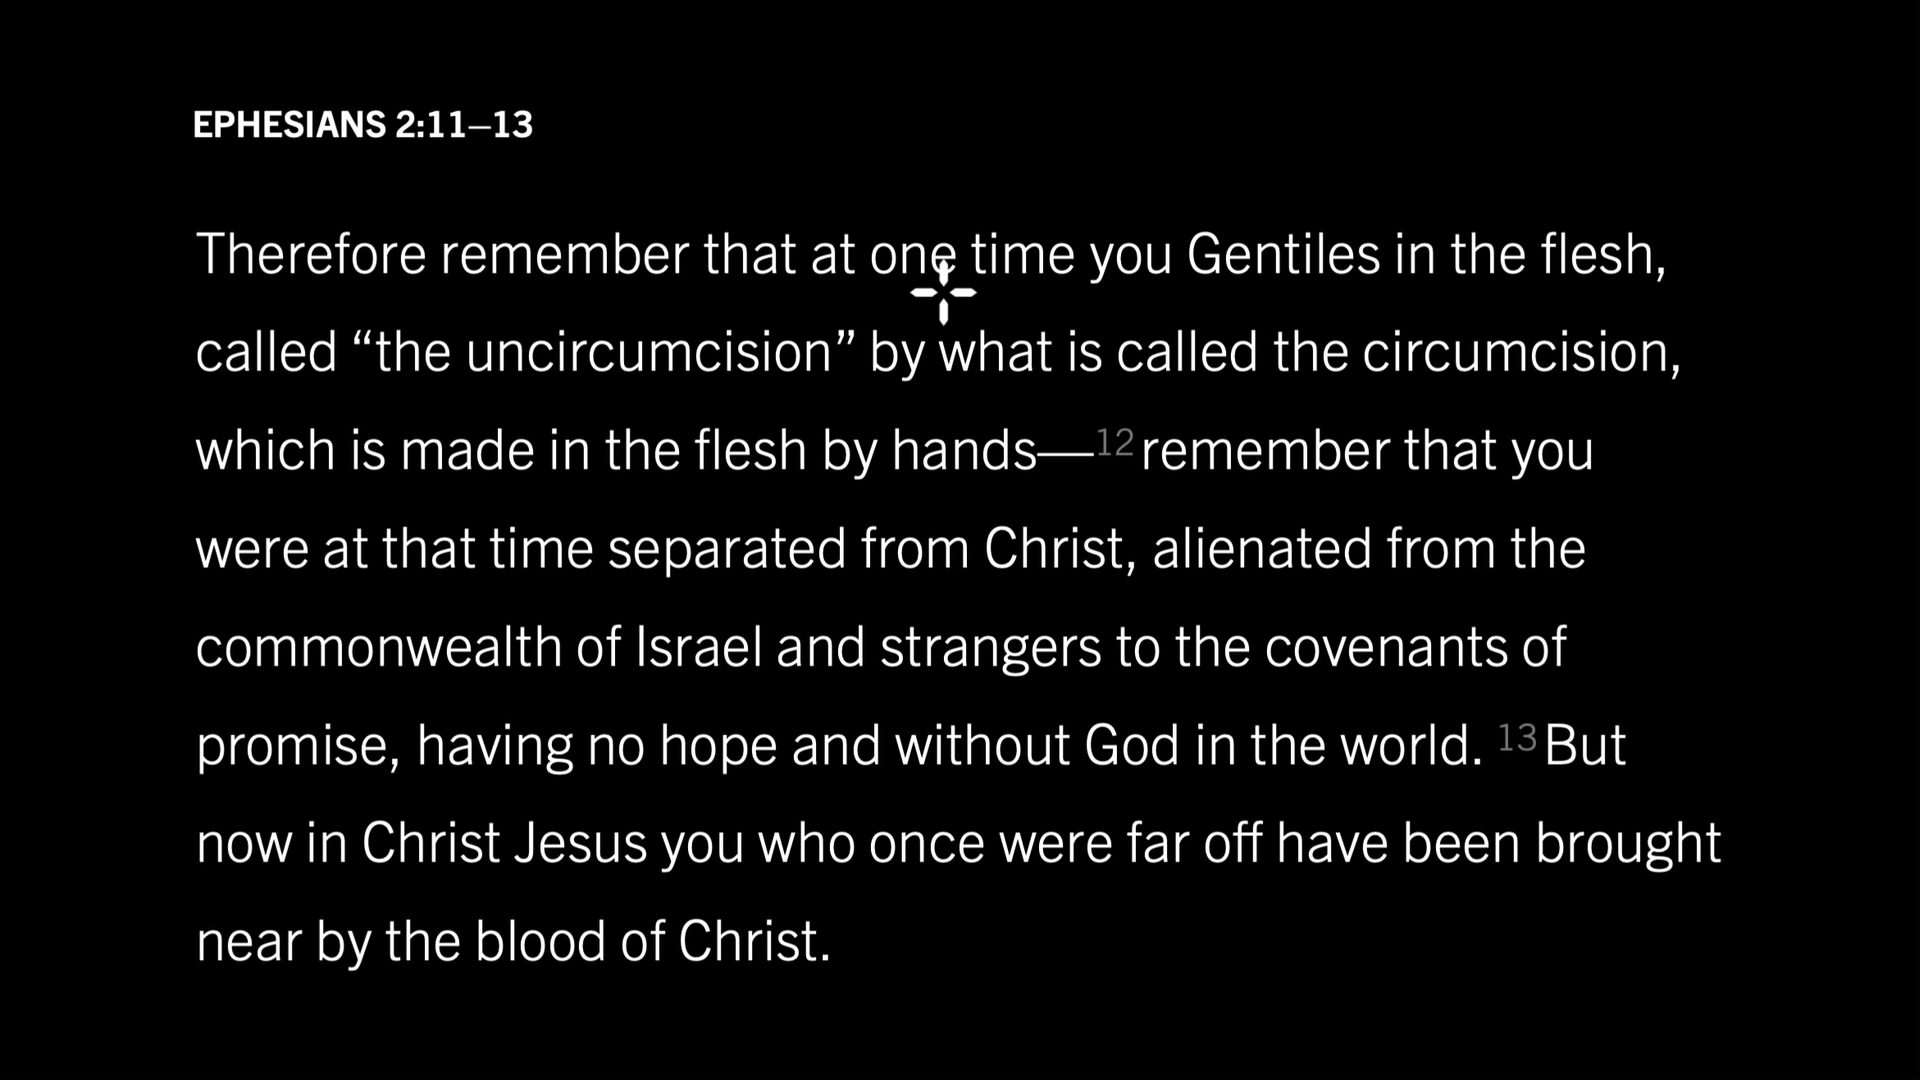 EPHESIANS 2:11–13
Therefore remember that at one time you Gentiles in the flesh,
called “the uncircumcision” by what is called the circumcision,
which is made in the flesh by hands—12 remember that you
were at that time separated from Christ, alienated from the
commonwealth of Israel and strangers to the covenants of
promise, having no hope and without God in the world. 13 But
now in Christ Jesus you who once were far off have been brought
near by the blood of Christ.